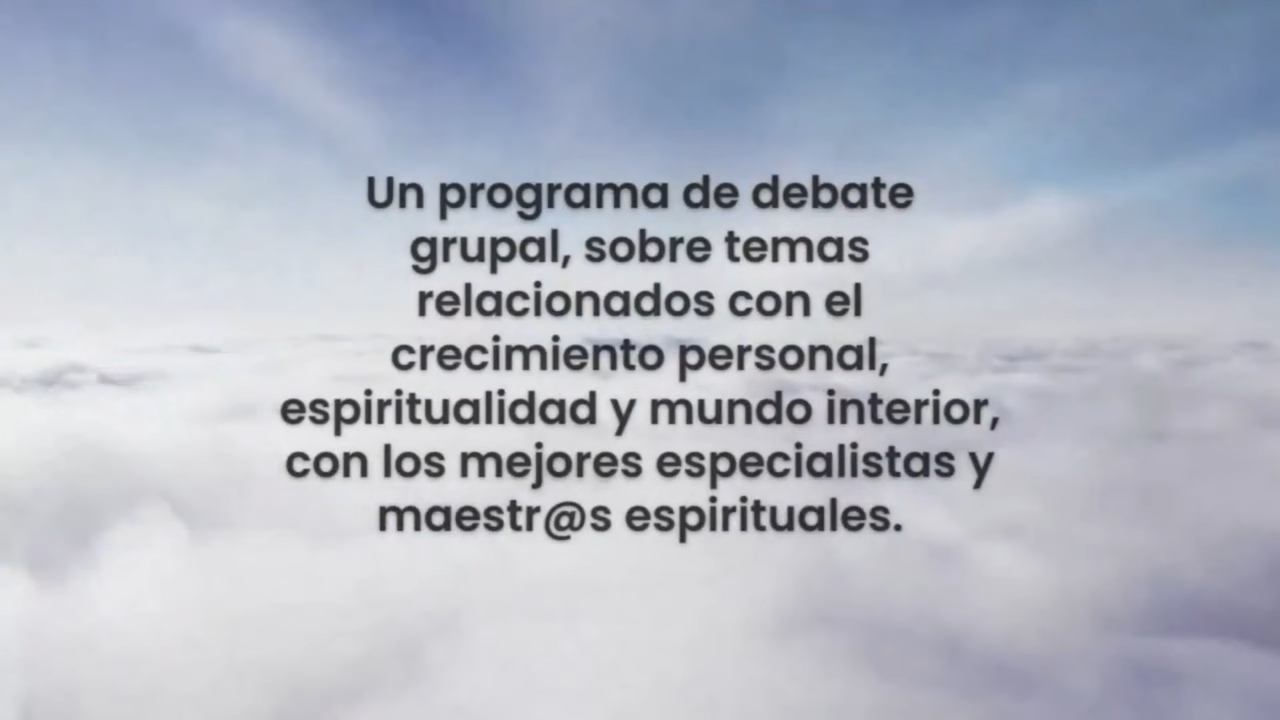 Un programa de debate
grupal, sobre temas
relacionados con el
crecimiento personal,
espiritualidad y mundo interior,
con los mejores especialistas y
maestr@s espirituales.